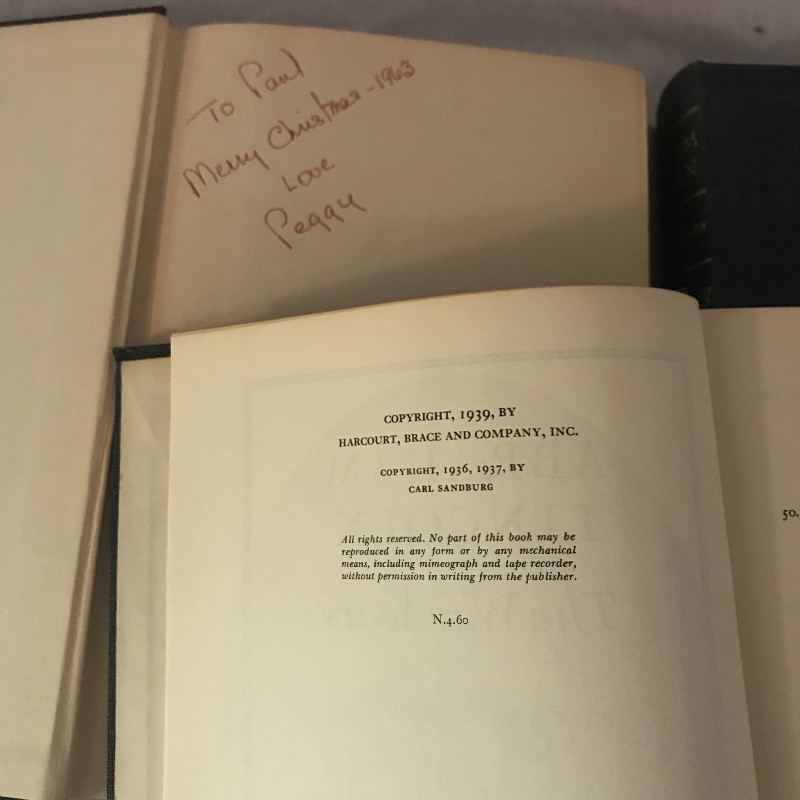 To Paul
Merry Christmas - 1963
Love
Peggy
COPYRIGHT, 1939, BY
HARCOURT, BRACE AND COMPANY, INC.
COPYRIGHT, 1936, 1937, BY
CARL SANDBURG
All rights reserved. No part of this book may be
reproduced in any form or by any mechanical
means, including mimeograph and tape recorder,
without permission in writing from the publisher.
N.4.60
50.